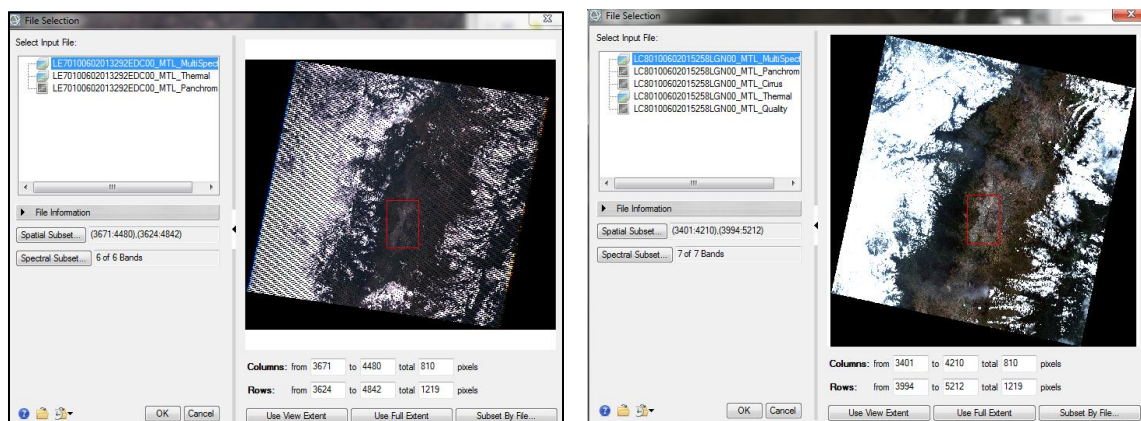 File Selection
Select Input File:
LE70100602013292EDC00_MTL_MultiSpect
LE70100602013292EDC00_MTL_Thermal
LE70100602013292EDC00_MTL_Panchrom
File Information
Spatial Subset... (3671:4480),(3624:4842)
Spectral Subset... 6 of 6 Bands
Columns: from 3671 to 4480 total 810 pixels
Rows: from 3624 to 4842 total 1219 pixels
OK Cancel
Use View Extent Use Full Extent Subset By File...
File Selection
Select Input File:
LC80100602015258LGN00_MTL_MultiSpect
LC80100602015258LGN00_MTL_Panchrom
LC80100602015258LGN00_MTL_Cirrus
LC80100602015258LGN00_MTL_Thermal
LC80100602015258LGN00_MTL_Quality
File Information
Spatial Subset... (3401:4210),(3994:5212)
Spectral Subset... 7 of 7 Bands
Columns: from 3401 to 4210 total 810 pixels
Rows: from 3994 to 5212 total 1219 pixels
OK Cancel
Use View Extent Use Full Extent Subset By File...